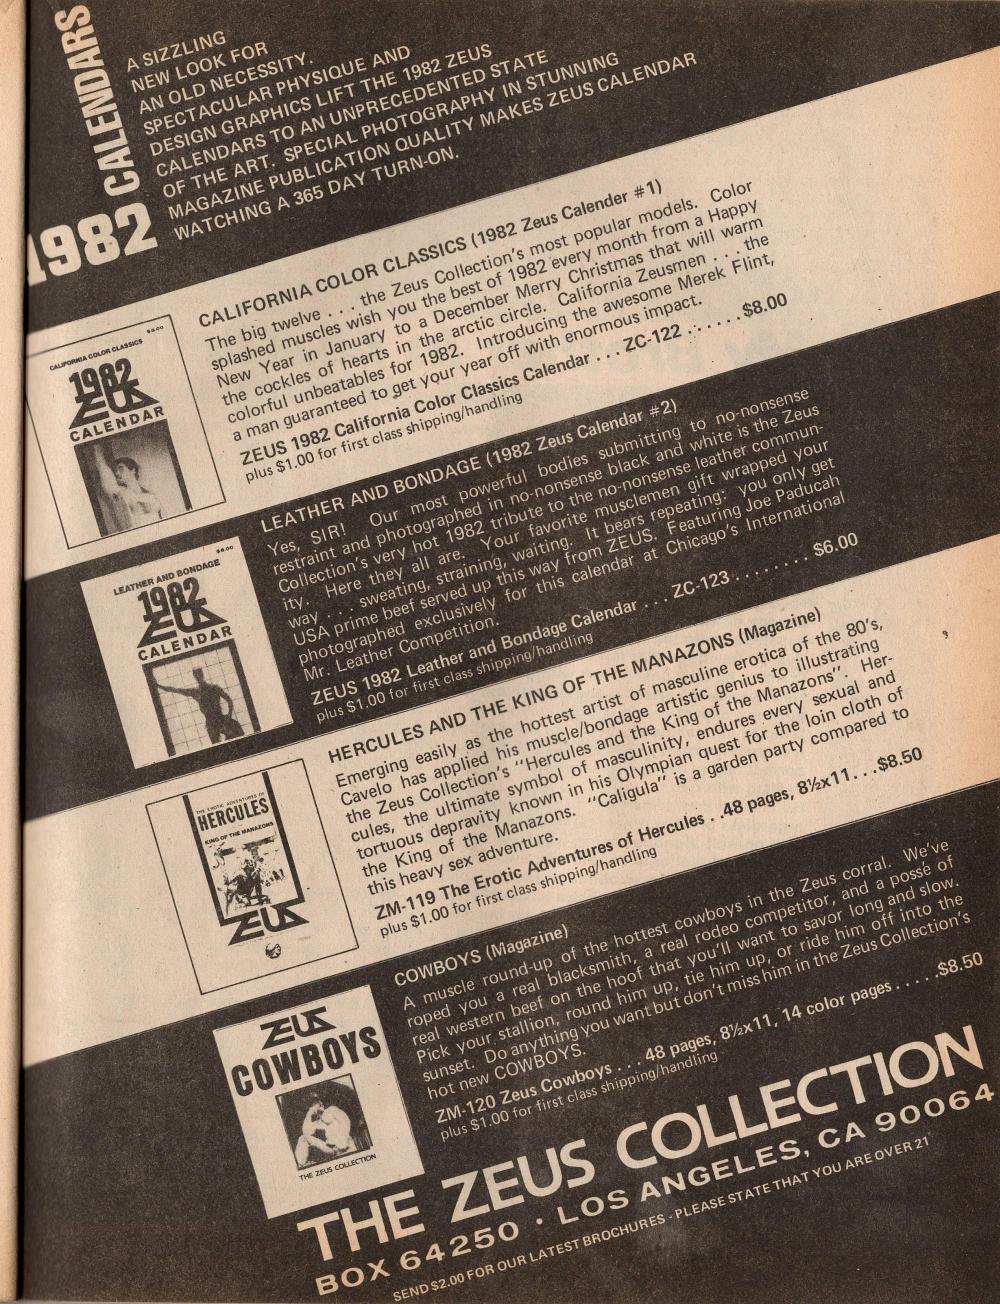 1982 CALENDARS
A SIZZLING
NEW LOOK FOR
AN OLD NECESSITY.
SPECTACULAR PHYSIQUE AND
DESIGN GRAPHICS LIFT THE 1982 ZEUS
CALENDARS TO AN UNPRECEDENTED STATE
OF THE ART. SPECIAL PHOTOGRAPHY IN STUNNING
MAGAZINE PUBLICATION QUALITY MAKES ZEUS CALENDAR
WATCHING A 365 DAY TURN-ON.
$8.00
CALIFORNIA COLOR CLASSICS
1982
ZEUS
CALENDAR
CALIFORNIA COLOR CLASSICS (1982 Zeus Calender #1)
The big twelve . . . the Zeus Collection's most popular models. Color
splashed muscles wish you the best of 1982 every month from a Happy
New Year in January to a December Merry Christmas that will warm
the cockles of hearts in the arctic circle. California Zeusmen . . . the
colorful unbeatables for 1982. Introducing the awesome Merek Flint,
a man guaranteed to get your year off with enormous impact.
ZEUS 1982 California Color Classics Calendar . . . ZC-122 . . . . . . $8.00
plus $1.00 for first class shipping/handling
$6.00
LEATHER AND BONDAGE
1982
ZEUS
CALENDAR
LEATHER AND BONDAGE (1982 Zeus Calendar #2)
Yes, SIR! Our most powerful bodies submitting to no-nonsense
restraint and photographed in no-nonsense black and white is the Zeus
Collection's very hot 1982 tribute to the no-nonsense leather commun-
ity. Here they all are. Your favorite musclemen gift wrapped your
way . . . sweating, straining, waiting. It bears repeating: you only get
USA prime beef served up this way from ZEUS. Featuring Joe Paducah
photographed exclusively for this calendar at Chicago's International
Mr. Leather Competition.
ZEUS 1982 Leather and Bondage Calendar . . . ZC-123 . . . . . . . . $6.00
plus $1.00 for first class shipping/handling
THE EROTIC ADVENTURES OF
HERCULES
KING OF THE MANAZONS
ZEUS
HERCULES AND THE KING OF THE MANAZONS (Magazine)
Emerging easily as the hottest artist of masculine erotica of the 80's,
Cavelo has applied his muscle/bondage artistic genius to illustrating
the Zeus Collection's "Hercules and the King of the Manazons". Her-
cules, the ultimate symbol of masculinity, endures every sexual and
tortuous depravity known in his Olympian quest for the loin cloth of
the King of the Manazons. "Caligula" is a garden party compared to
this heavy sex adventure.
ZM-119 The Erotic Adventures of Hercules . .48 pages, 8½x11. . .$8.50
plus $1.00 for first class shipping/handling
ZEUS
COWBOYS
THE ZEUS COLLECTION
COWBOYS (Magazine)
A muscle round-up of the hottest cowboys in the Zeus corral. We've
roped you a real blacksmith, a real rodeo competitor, and a posse of
real western beef on the hoof that you'll want to savor long and slow.
Pick your stallion, round him up, tie him up, or ride him off into the
sunset. Do anything you want but don't miss him in the Zeus Collection's
hot new COWBOYS.
ZM-120 Zeus Cowboys . . . 48 pages, 8½x11, 14 color pages . . . . .$8.50
plus $1.00 for first class shipping/handling
THE ZEUS COLLECTION
BOX 64250 · LOS ANGELES, CA 90064
SEND $2.00 FOR OUR LATEST BROCHURES - PLEASE STATE THAT YOU ARE OVER 21